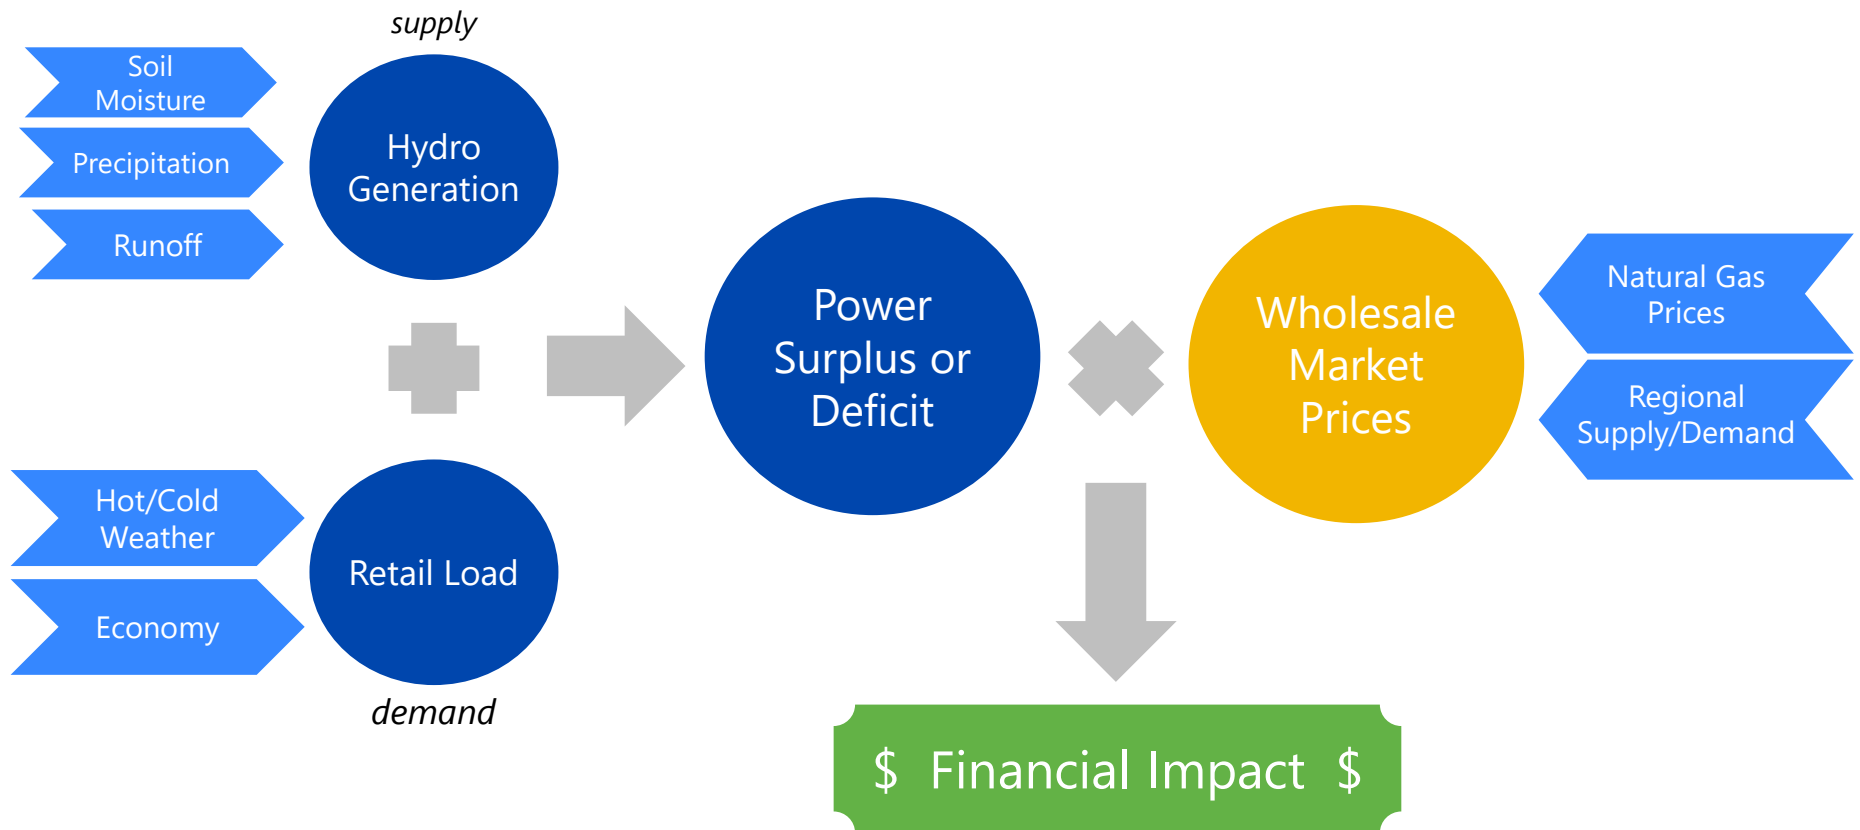 supply
Soil
Moisture
Precipitation
Runoff
Hydro
Generation
Hot/Cold
Weather
Economy
Retail Load
demand
Power
Surplus or
Deficit
Wholesale
Market
Prices
Natural Gas
Prices
Regional
Supply/Demand
$ Financial Impact $